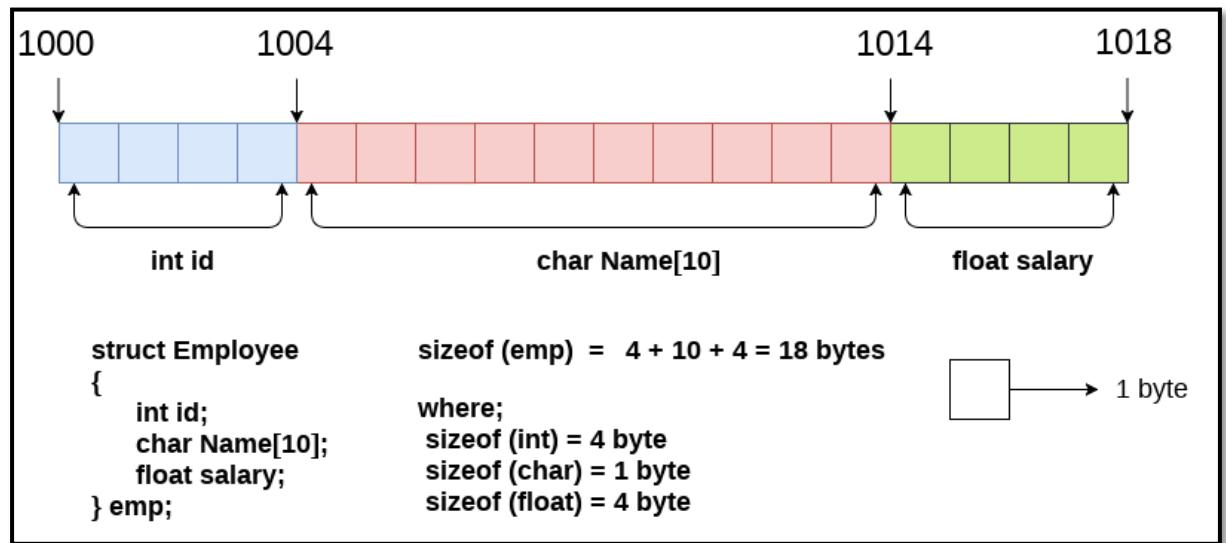 1000 1004 1014 1018
int id char Name[10] float salary
struct Employee
{
int id;
char Name[10];
float salary;
} emp;
sizeof (emp) = 4 + 10 + 4 = 18 bytes
where;
sizeof (int) = 4 byte
sizeof (char) = 1 byte
sizeof (float) = 4 byte
1 byte